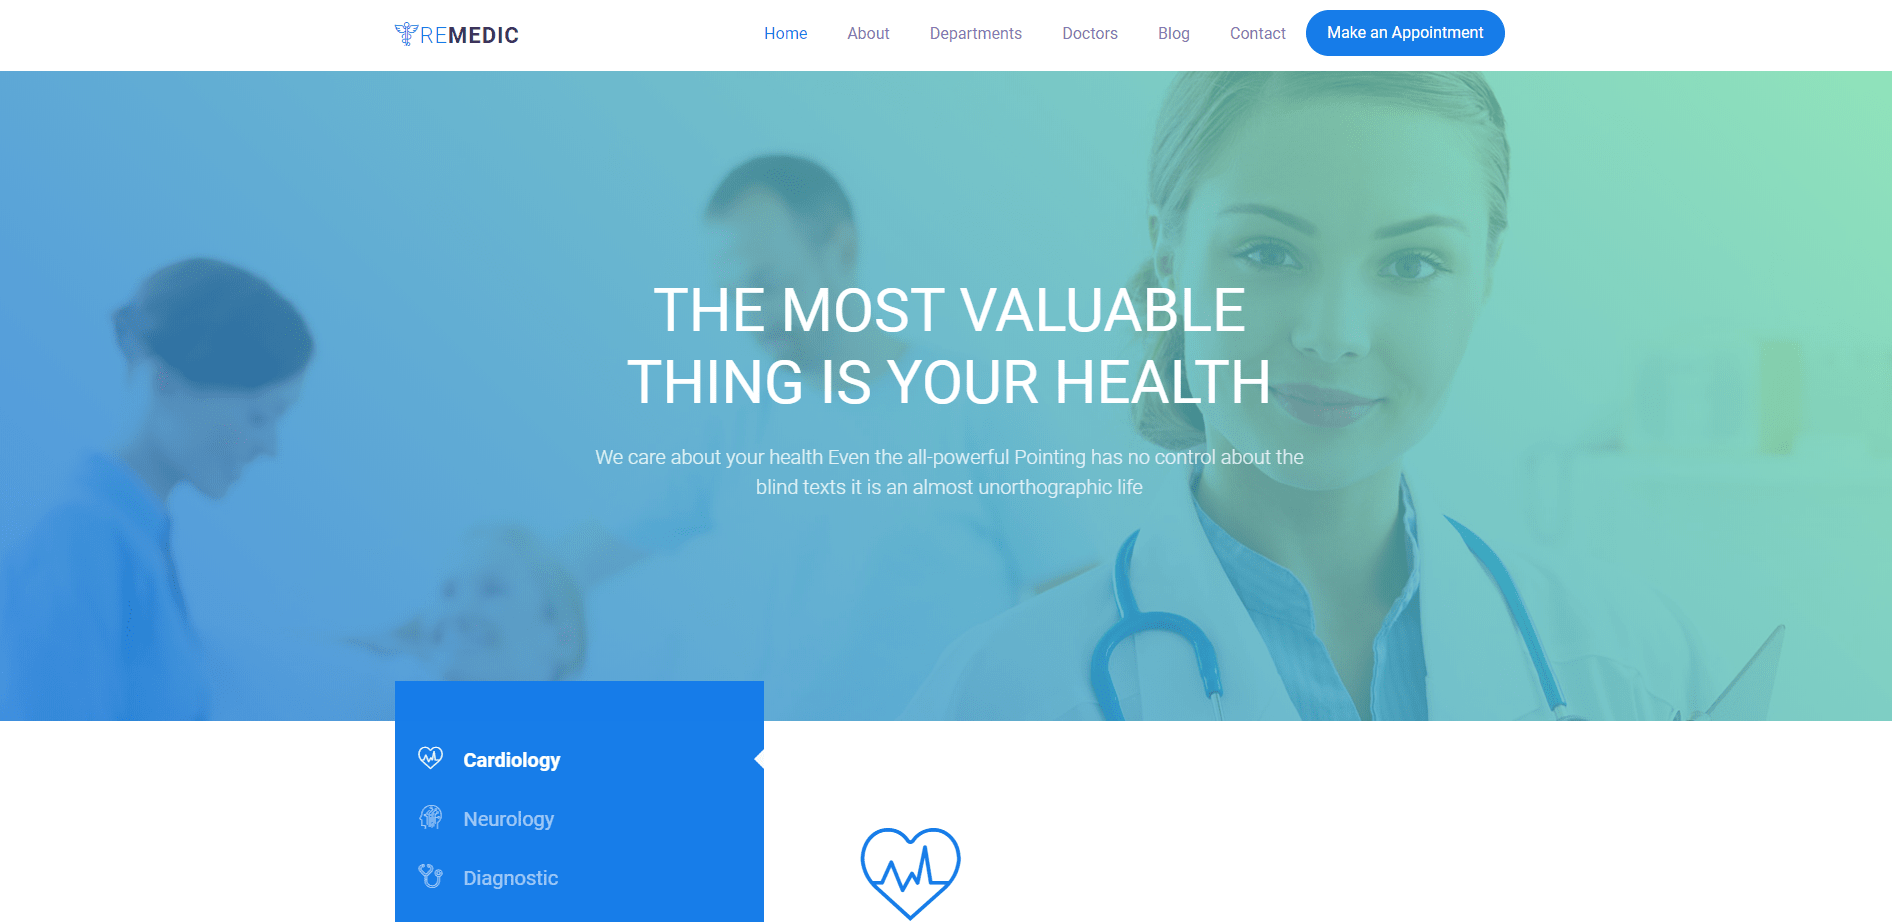 REMEDIC
Home About Departments Doctors Blog Contact Make an Appointment
THE MOST VALUABLE
THING IS YOUR HEALTH
We care about your health Even the all-powerful Pointing has no control about the
blind texts it is an almost unorthographic life
Cardiology
Neurology
Diagnostic